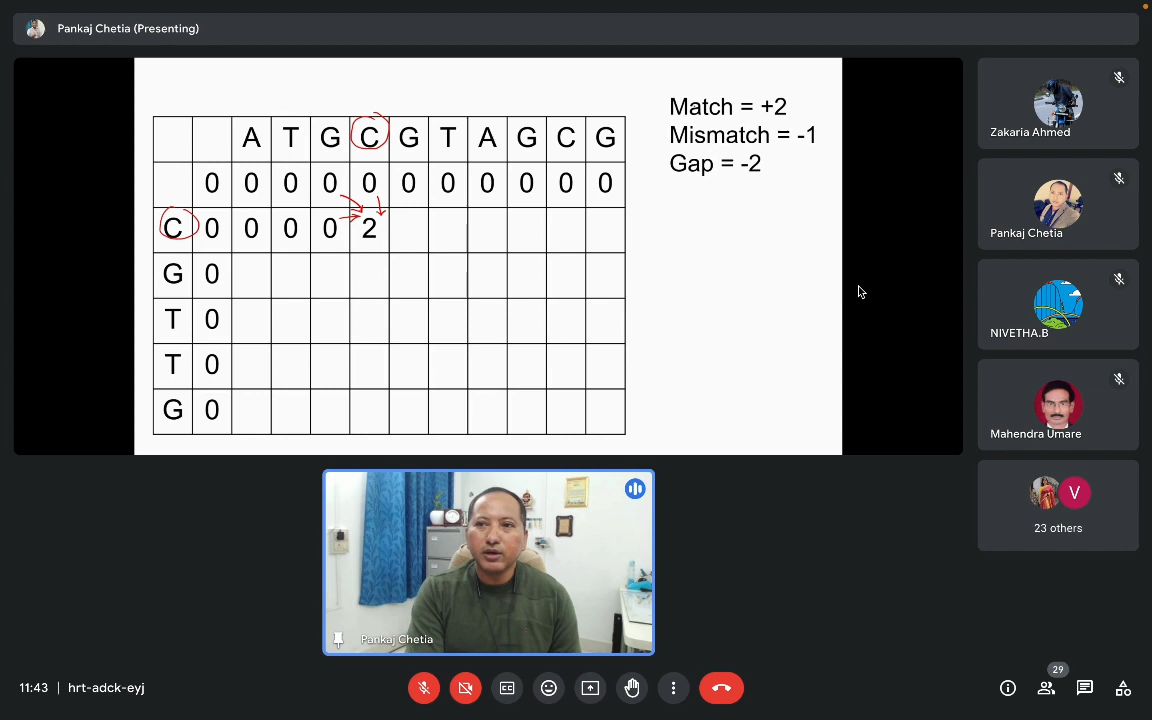 Pankaj Chetia (Presenting)
Match = +2
Mismatch = -1
Gap = -2
A T G C G T A G C G
0 0 0 0 0 0 0 0 0 0 0
C 0 0 0 0 2
G 0
T 0
T 0
G 0
Zakaria Ahmed
Pankaj Chetia
NIVETHA.B
Mahendra Umare
V
23 others
Pankaj Chetia
11:43 | hrt-adck-eyj
CC
29